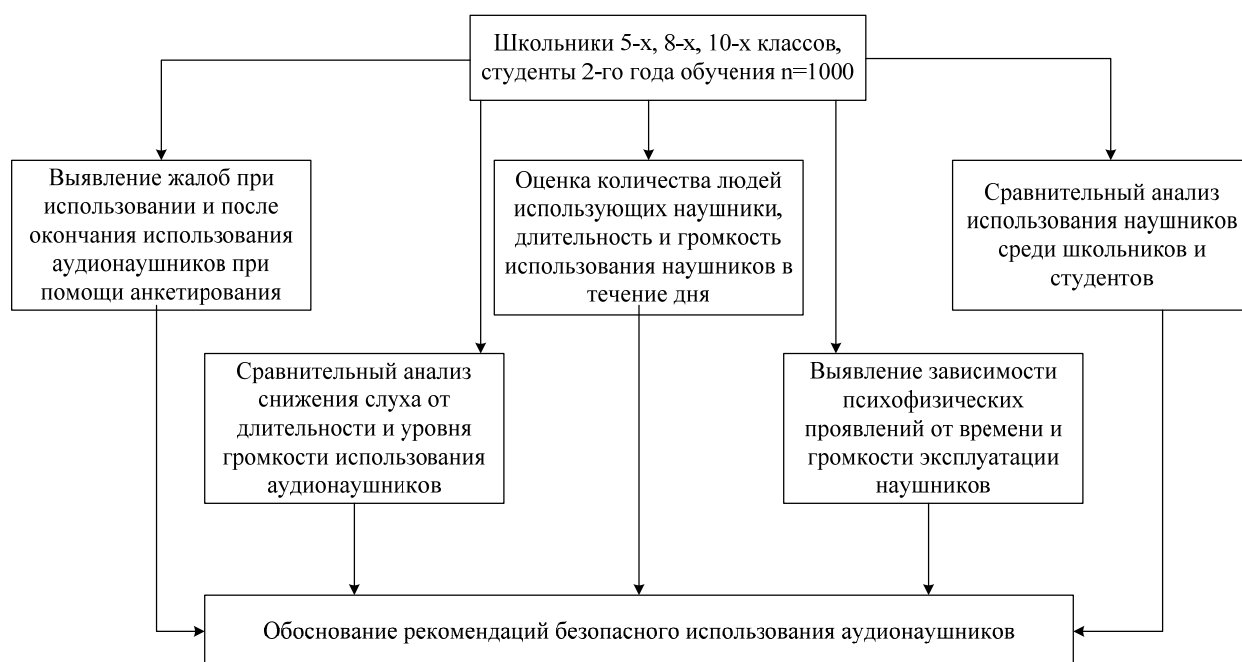 Школьники 5-х, 8-х, 10-х классов,
студенты 2-го года обучения n=1000
Выявление жалоб при
использовании и после
окончания использования
аудионаушников при
помощи анкетирования
Оценка количества людей
использующих наушники,
длительность и громкость
использования наушников в
течение дня
Сравнительный анализ
использования наушников
среди школьников и
студентов
Сравнительный анализ
снижения слуха от
длительности и уровня
громкости использования
аудионаушников
Выявление зависимости
психофизических
проявлений от времени и
громкости эксплуатации
наушников
Обоснование рекомендаций безопасного использования аудионаушников